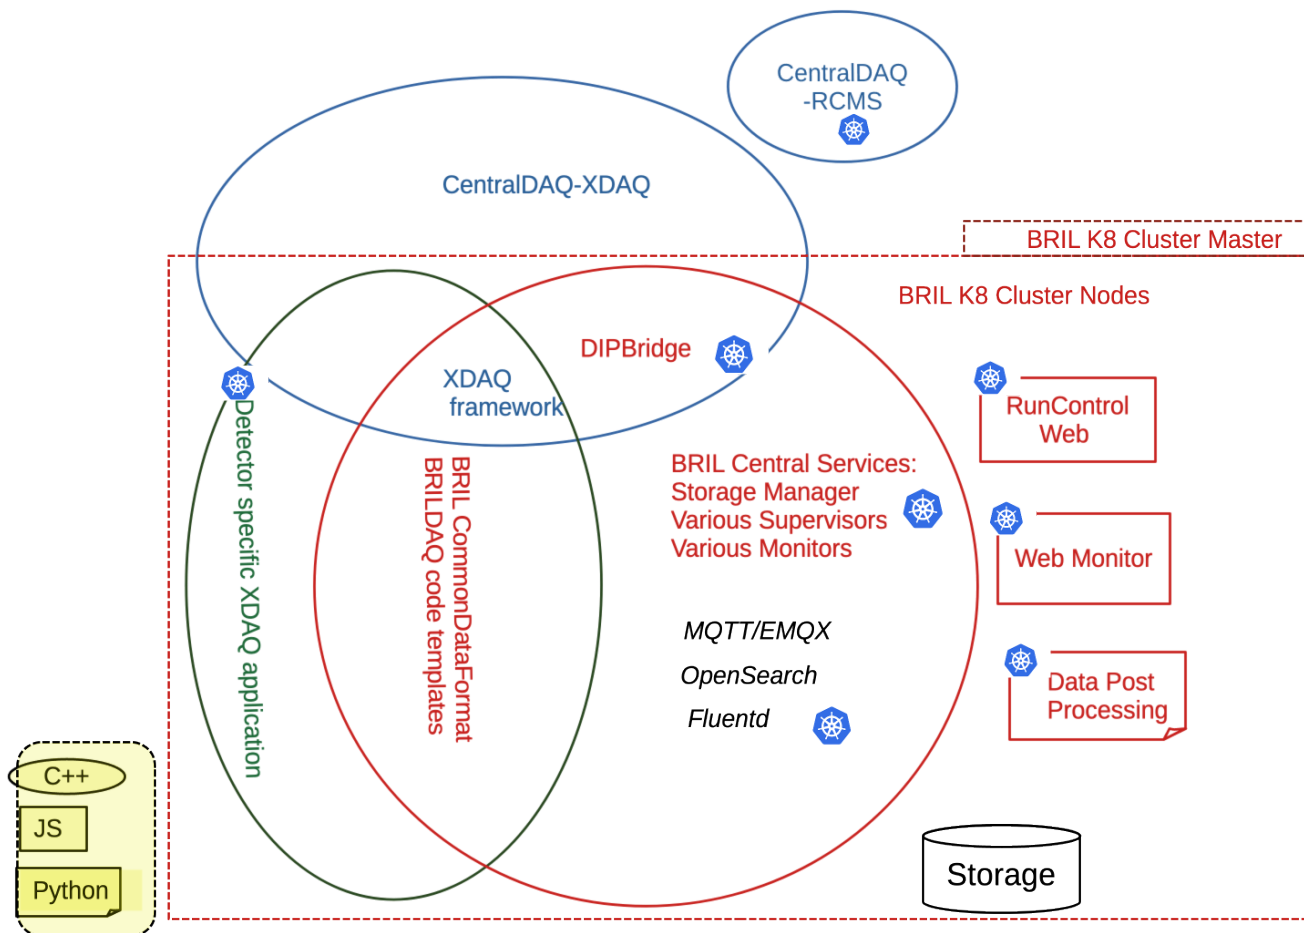 CentralDAQ
-RCMS
CentralDAQ-XDAQ
BRIL K8 Cluster Master
BRIL K8 Cluster Nodes
DIPBridge
XDAQ
framework
RunControl
Web
Detector specific XDAQ application
BRIL CommonDataFormat
BRILDAQ code templates
BRIL Central Services:
Storage Manager
Various Supervisors
Various Monitors
Web Monitor
MQTT/EMQX
OpenSearch
Fluentd
Data Post
Processing
C++
JS
Python
Storage